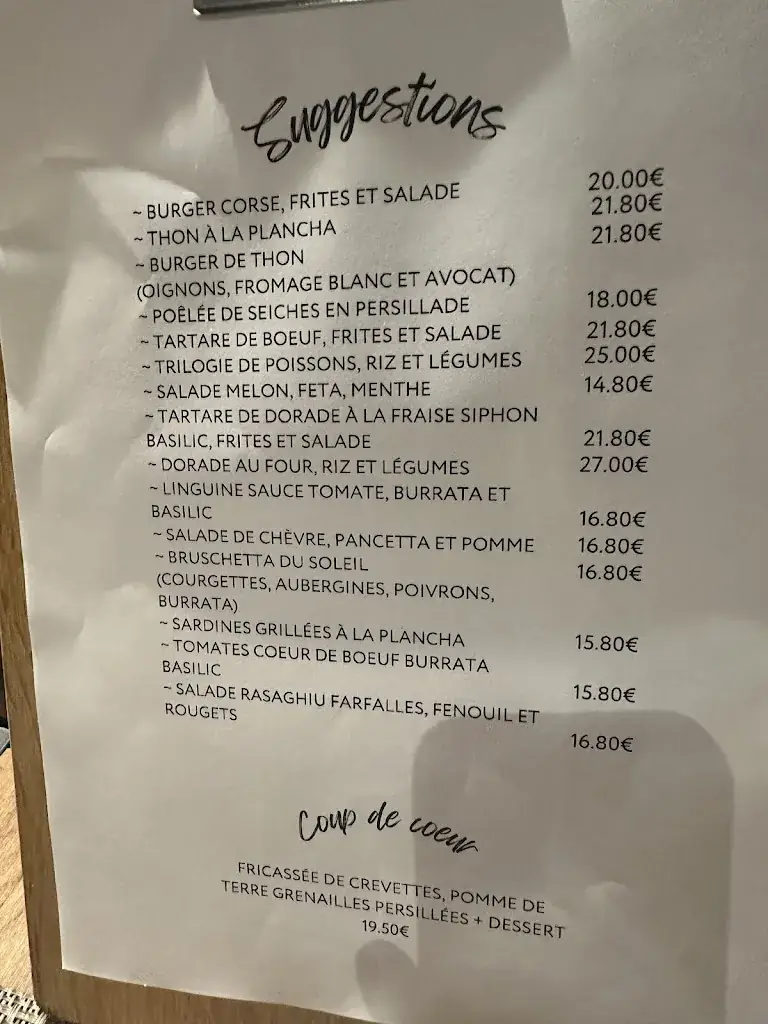 Suggestions
~ BURGER CORSE, FRITES ET SALADE 20.00€
~ THON À LA PLANCHA 21.80€
~ BURGER DE THON 21.80€
(OIGNONS, FROMAGE BLANC ET AVOCAT)
~ POÊLÉE DE SEICHES EN PERSILLADE 18.00€
~ TARTARE DE BOEUF, FRITES ET SALADE 21.80€
~ TRILOGIE DE POISSONS, RIZ ET LÉGUMES 25.00€
~ SALADE MELON, FETA, MENTHE 14.80€
~ TARTARE DE DORADE À LA FRAISE SIPHON
BASILIC, FRITES ET SALADE 21.80€
~ DORADE AU FOUR, RIZ ET LÉGUMES 27.00€
~ LINGUINE SAUCE TOMATE, BURRATA ET
BASILIC 16.80€
~ SALADE DE CHÈVRE, PANCETTA ET POMME 16.80€
~ BRUSCHETTA DU SOLEIL 16.80€
(COURGETTES, AUBERGINES, POIVRONS,
BURRATA)
~ SARDINES GRILLÉES À LA PLANCHA 15.80€
~ TOMATES COEUR DE BOEUF BURRATA
BASILIC 15.80€
~ SALADE RASAGHIU FARFALLES, FENOUIL ET
ROUGETS 16.80€
Coup de coeur
FRICASSÉE DE CREVETTES, POMME DE
TERRE GRENAILLES PERSILLÉES + DESSERT
19.50€